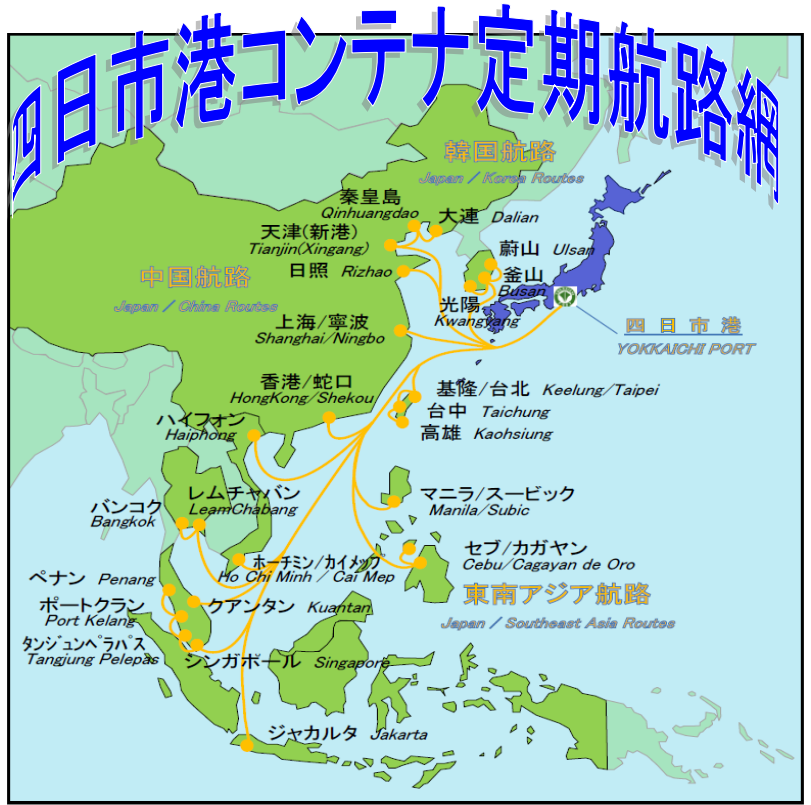 四日市港コンテナ定期航路網
韓国航路
Japan / Korea Routes
秦皇島
Qinhuangdao
大連 Dalian
天津(新港)
Tianjin(Xingang)
蔚山 Ulsan
日照 Rizhao
釜山
Busan
中国航路
Japan / China Routes
光陽
Kwangyang
上海/寧波
Shanghai/Ningbo
四日市港
YOKKAICHI PORT
香港/蛇口
HongKong/Shekou
基隆/台北 Keelung/Taipei
台中 Taichung
ハイフォン
Haiphong
高雄 Kaohsiung
レムチャバン
LeamChabang
マニラ/スービック
Manila/Subic
バンコク
Bangkok
セブ/カガヤン
Cebu/Cagayan de Oro
ホーチミン/カイメップ
Ho Chi Minh / Cai Mep
ペナン Penang
東南アジア航路
Japan / Southeast Asia Routes
ポートクラン
Port Kelang
クアンタン Kuantan
タンジュンペラパス
Tangjung Pelepas
シンガポール Singapore
ジャカルタ Jakarta